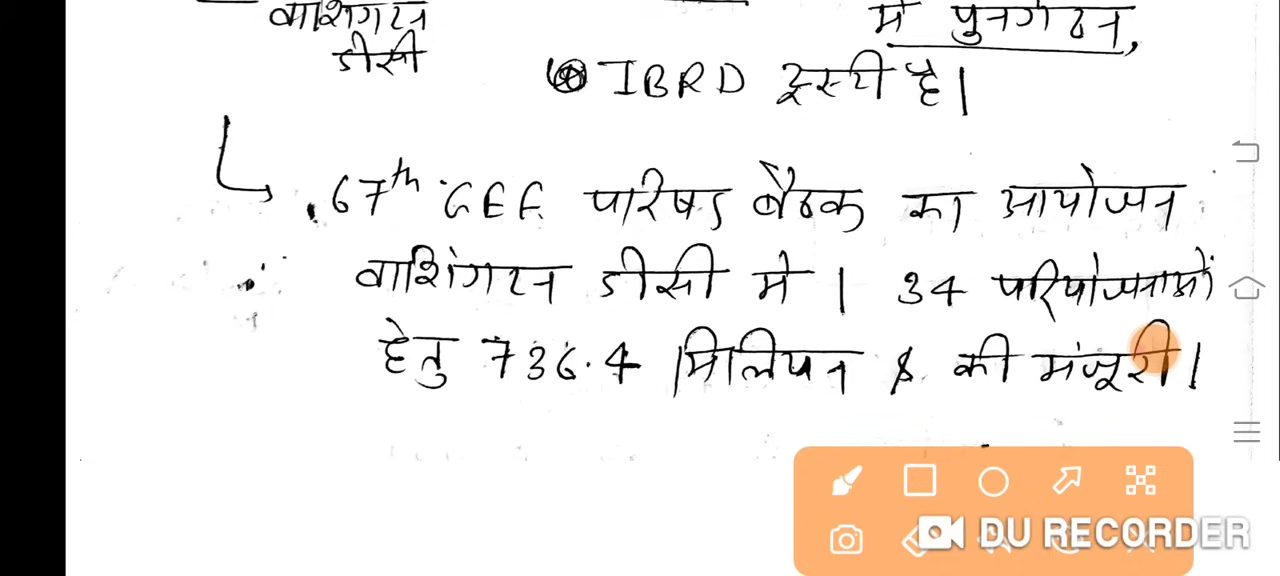 वाशिंगटन में पुनर्गठन,
डीसी
IBRD ट्रस्टी है।
67th GEF परिषद बैठक का आयोजन
वाशिंगटन डीसी में । 34 परियोजनाओं
हेतु 736.4 मिलियन $ की मंजूरी।
DU RECORDER